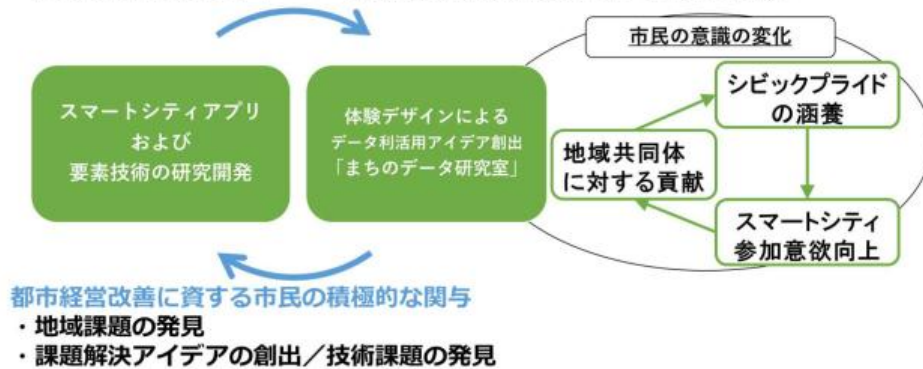 スマートシティアプリ
および
要素技術の研究開発
体験デザインによる
データ利活用アイデア創出
「まちのデータ研究室」
市民の意識の変化
シビックプライド
の涵養
地域共同体
に対する貢献
スマートシティ
参加意欲向上
都市経営改善に資する市民の積極的な関与
・地域課題の発見
・課題解決アイデアの創出／技術課題の発見